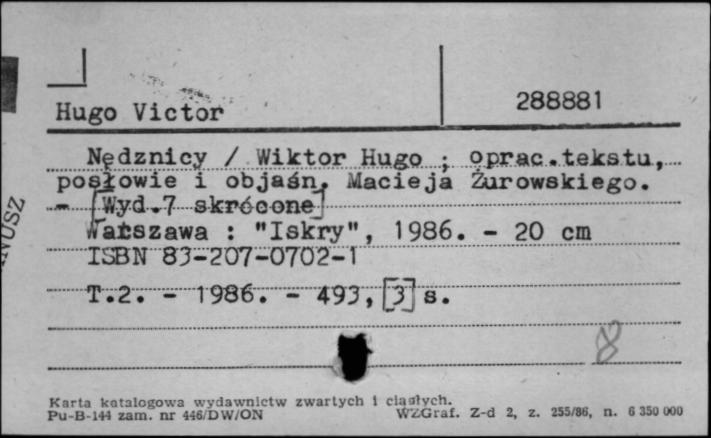 288881
Hugo Victor
Nędznicy / Wiktor Hugo ; oprac.tekstu,
posłowie i objaśn. Macieja Żurowskiego.
- [Wyd.7 skrócone]
Warszawa : "Iskry", 1986. - 20 cm
ISBN 83-207-0702-1
T.2. - 1986. - 493,[3] s.
8
Karta katalogowa wydawnictw zwartych i ciągłych.
Pu-B-144 zam. nr 446/DW/ON WZGraf. Z-d 2, z. 255/86, n. 6 350 000